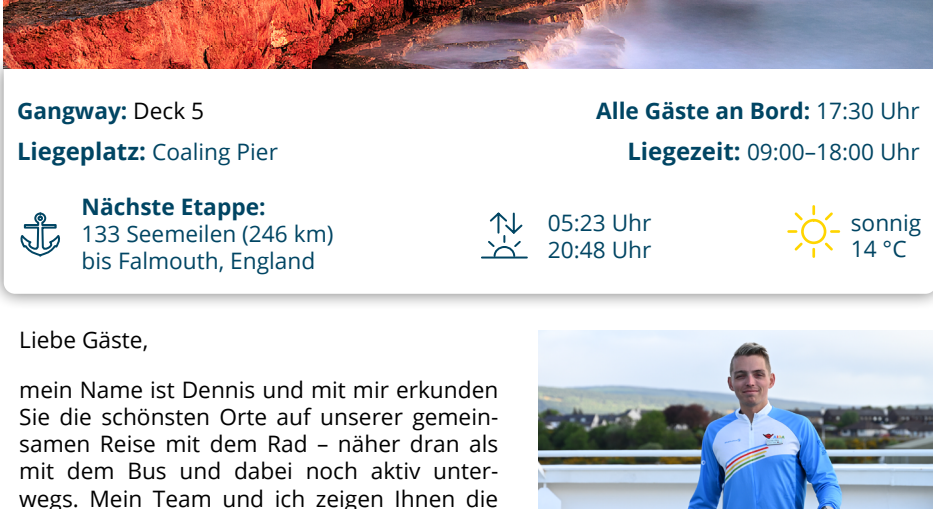 Gangway: Deck 5
Alle Gäste an Bord: 17:30 Uhr
Liegeplatz: Coaling Pier
Liegezeit: 09:00–18:00 Uhr
Nächste Etappe:
133 Seemeilen (246 km)
bis Falmouth, England
05:23 Uhr
20:48 Uhr
sonnig
14 °C
Liebe Gäste,
mein Name ist Dennis und mit mir erkunden
Sie die schönsten Orte auf unserer gemein-
samen Reise mit dem Rad – näher dran als
mit dem Bus und dabei noch aktiv unter-
wegs. Mein Team und ich zeigen Ihnen die